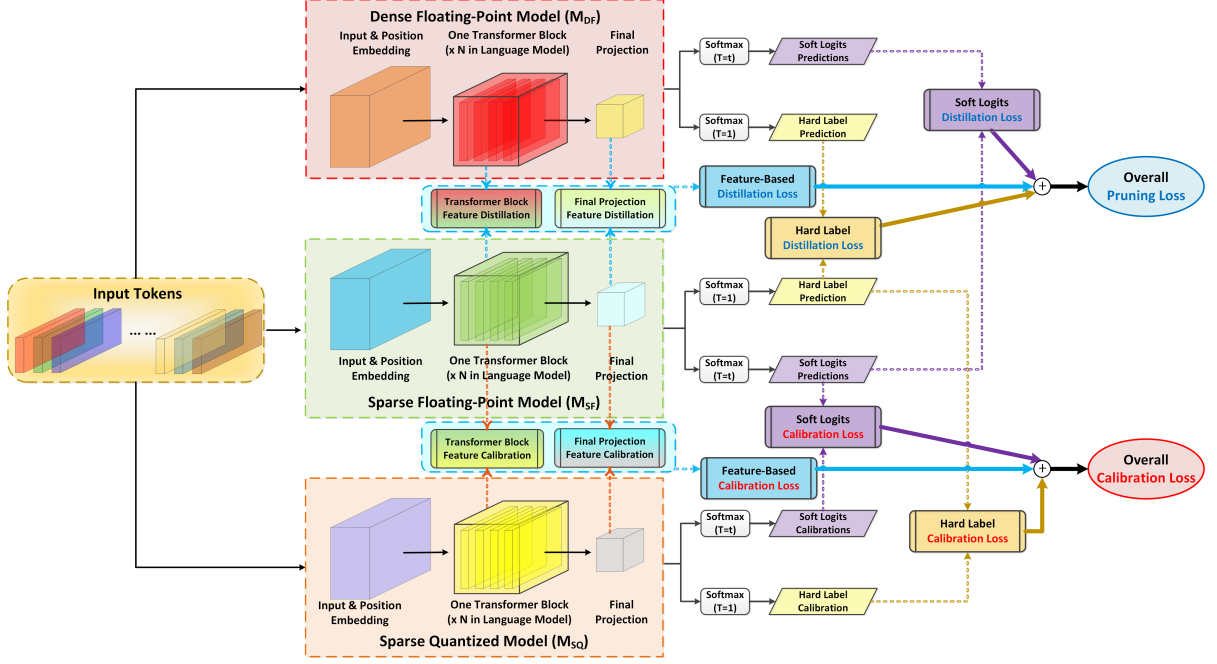 Dense Floating-Point Model (MDF)
Input & Position
Embedding
One Transformer Block
(x N in Language Model)
Final
Projection
Softmax
(T=t)
Soft Logits
Predictions
Softmax
(T=1)
Hard Label
Prediction
Soft Logits
Distillation Loss
Transformer Block
Feature Distillation
Final Projection
Feature Distillation
Feature-Based
Distillation Loss
Hard Label
Distillation Loss
+
Overall
Pruning Loss
Input Tokens
... ...
Input & Position
Embedding
One Transformer Block
(x N in Language Model)
Final
Projection
Sparse Floating-Point Model (MSF)
Softmax
(T=1)
Hard Label
Prediction
Softmax
(T=t)
Soft Logits
Predictions
Soft Logits
Calibration Loss
Transformer Block
Feature Calibration
Final Projection
Feature Calibration
Feature-Based
Calibration Loss
+
Overall
Calibration Loss
Softmax
(T=t)
Soft Logits
Calibrations
Hard Label
Calibration Loss
Softmax
(T=1)
Hard Label
Calibration
Input & Position
Embedding
One Transformer Block
(x N in Language Model)
Final
Projection
Sparse Quantized Model (MSQ)